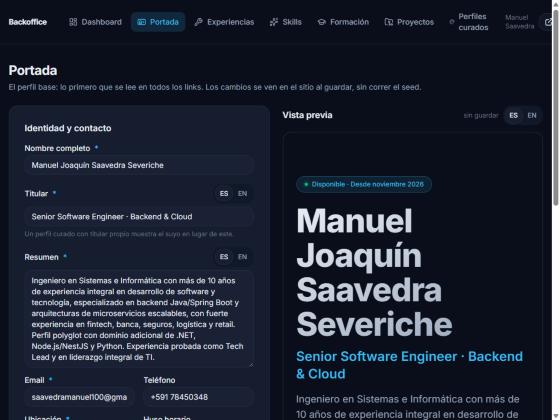 Backoffice
Dashboard
Portada
Experiencias
Skills
Formación
Proyectos
Perfiles curados
Manuel Saavedra
Portada
El perfil base: lo primero que se lee en todos los links. Los cambios se ven en el sitio al guardar, sin correr el seed.
Identidad y contacto
Nombre completo *
Manuel Joaquín Saavedra Severiche
Titular *
ES EN
Senior Software Engineer · Backend & Cloud
Un perfil curado con titular propio muestra el suyo en lugar de este.
Resumen *
ES EN
Ingeniero en Sistemas e Informática con más de 10 años
de experiencia integral en desarrollo de software y
tecnología, especializado en backend Java/Spring Boot y
arquitecturas de microservicios escalables, con fuerte
experiencia en fintech, banca, seguros, logística y retail.
Perfil polyglot con dominio adicional de .NET,
Node.js/NestJS y Python. Experiencia probada como Tech
Lead y en liderazgo integral de TI.
Email *
Teléfono
saavedramanuel100@gma
+591 78450348
Ubicación *
Huso horario
Vista previa
sin guardar
ES EN
Disponible · Desde noviembre 2026
Manuel
Joaquín
Saavedra
Severiche
Senior Software Engineer · Backend
& Cloud
Ingeniero en Sistemas e Informática con más de
10 años de experiencia integral en desarrollo de